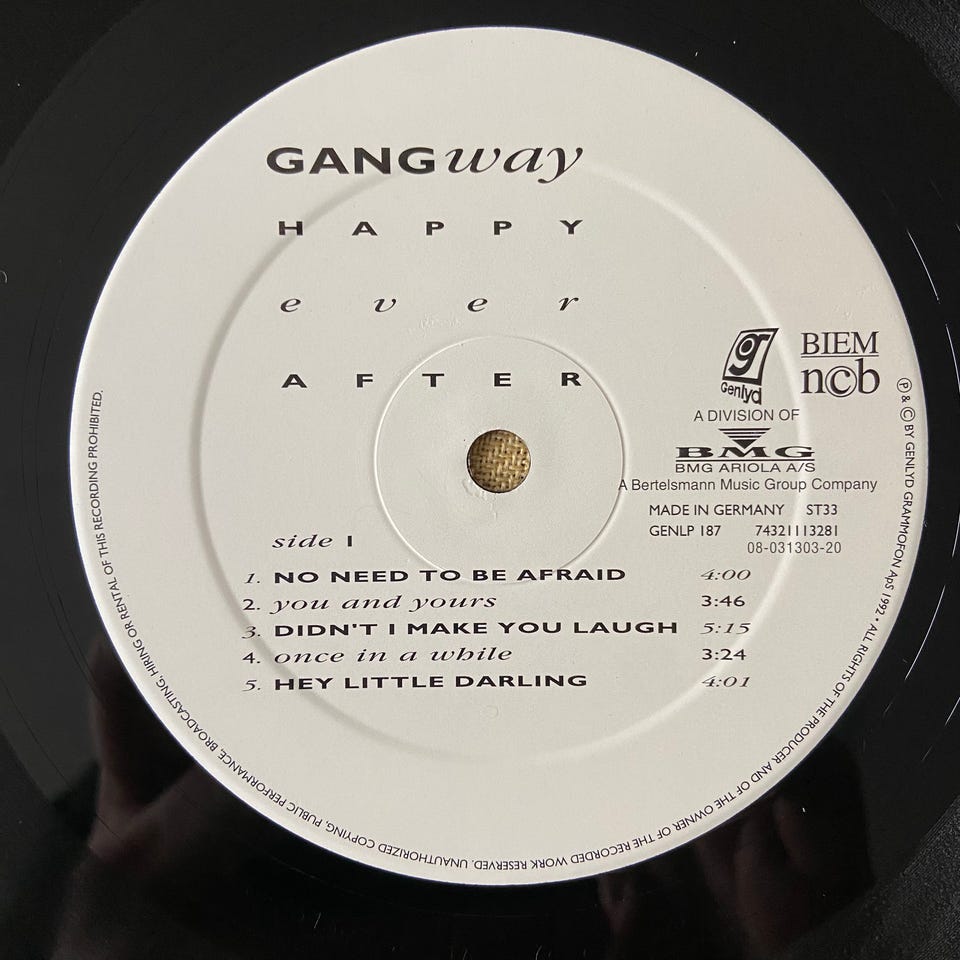 GANGway
HAPPY
ever
AFTER
g
Genlyd
BIEM
ncb
A DIVISION OF
BMG
BMG ARIOLA A/S
A Bertelsmann Music Group Company
MADE IN GERMANY ST33
GENLP 187 74321113281
08-031303-20
side 1
1. NO NEED TO BE AFRAID 4:00
2. you and yours 3:46
3. DIDN'T I MAKE YOU LAUGH 5:15
4. once in a while 3:24
5. HEY LITTLE DARLING 4:01
℗ & © BY GENLYD GRAMMOFON ApS 1992 • ALL RIGHTS OF THE PRODUCER AND OF THE OWNER OF THE RECORDED WORK RESERVED. UNAUTHORIZED COPYING, PUBLIC PERFORMANCE, BROADCASTING, HIRING OR RENTAL OF THIS RECORDING PROHIBITED.